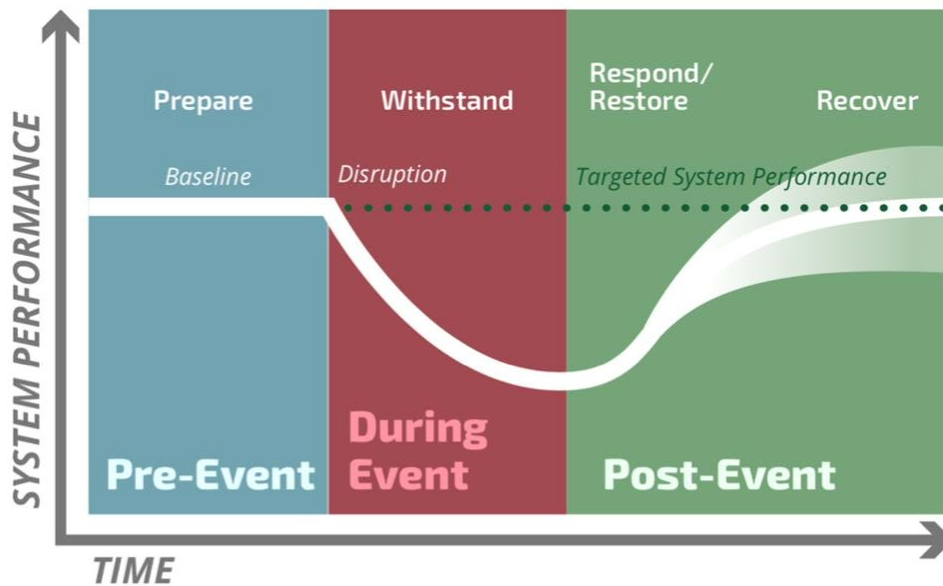 SYSTEM PERFORMANCE
Prepare
Withstand
Respond/
Restore
Recover
Baseline
Disruption
Targeted System Performance
Pre-Event
During
Event
Post-Event
TIME